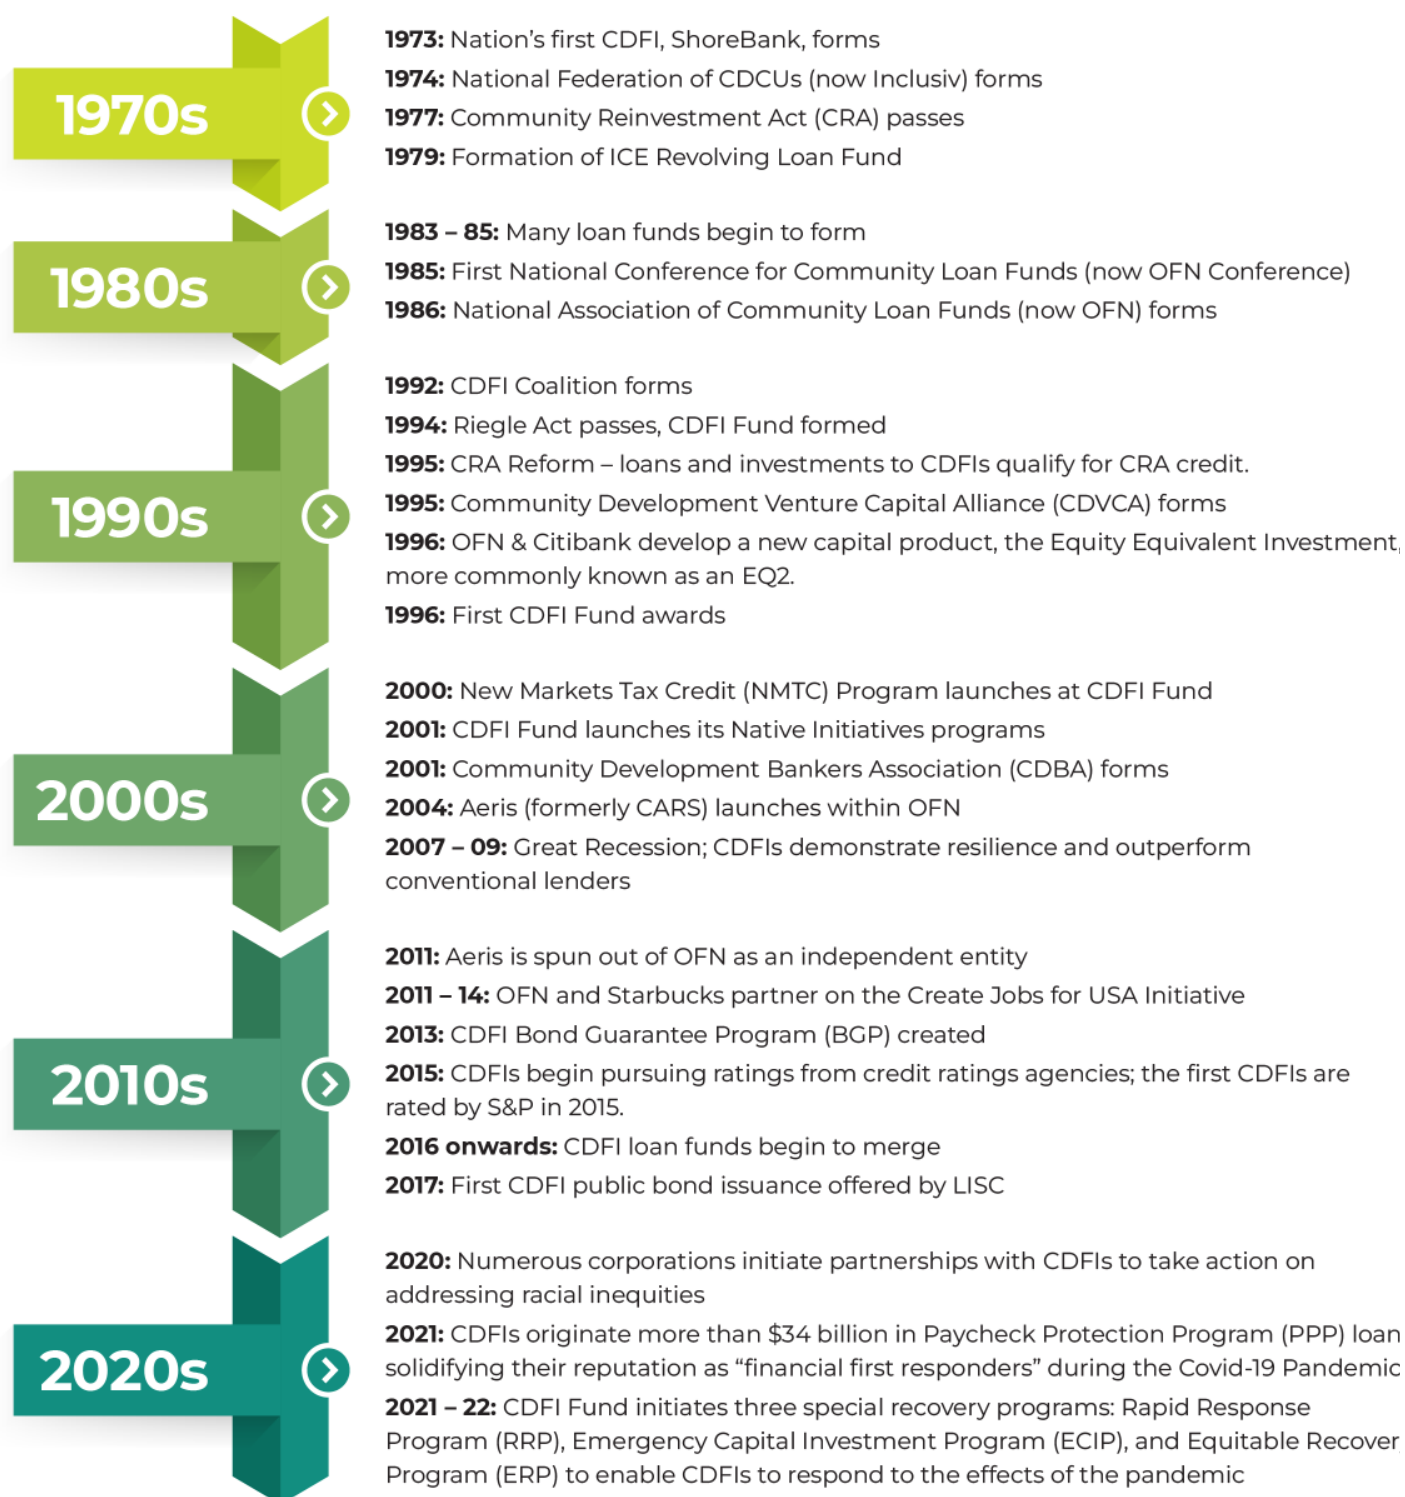 1970s
1973: Nation’s first CDFI, ShoreBank, forms
1974: National Federation of CDCUs (now Inclusiv) forms
1977: Community Reinvestment Act (CRA) passes
1979: Formation of ICE Revolving Loan Fund
1980s
1983 – 85: Many loan funds begin to form
1985: First National Conference for Community Loan Funds (now OFN Conference)
1986: National Association of Community Loan Funds (now OFN) forms
1990s
1992: CDFI Coalition forms
1994: Riegle Act passes, CDFI Fund formed
1995: CRA Reform – loans and investments to CDFIs qualify for CRA credit.
1995: Community Development Venture Capital Alliance (CDVCA) forms
1996: OFN & Citibank develop a new capital product, the Equity Equivalent Investment,
more commonly known as an EQ2.
1996: First CDFI Fund awards
2000s
2000: New Markets Tax Credit (NMTC) Program launches at CDFI Fund
2001: CDFI Fund launches its Native Initiatives programs
2001: Community Development Bankers Association (CDBA) forms
2004: Aeris (formerly CARS) launches within OFN
2007 – 09: Great Recession; CDFIs demonstrate resilience and outperform
conventional lenders
2010s
2011: Aeris is spun out of OFN as an independent entity
2011 – 14: OFN and Starbucks partner on the Create Jobs for USA Initiative
2013: CDFI Bond Guarantee Program (BGP) created
2015: CDFIs begin pursuing ratings from credit ratings agencies; the first CDFIs are
rated by S&P in 2015.
2016 onwards: CDFI loan funds begin to merge
2017: First CDFI public bond issuance offered by LISC
2020s
2020: Numerous corporations initiate partnerships with CDFIs to take action on
addressing racial inequities
2021: CDFIs originate more than $34 billion in Paycheck Protection Program (PPP) loan
solidifying their reputation as “financial first responders” during the Covid-19 Pandemic
2021 – 22: CDFI Fund initiates three special recovery programs: Rapid Response
Program (RRP), Emergency Capital Investment Program (ECIP), and Equitable Recover
Program (ERP) to enable CDFIs to respond to the effects of the pandemic